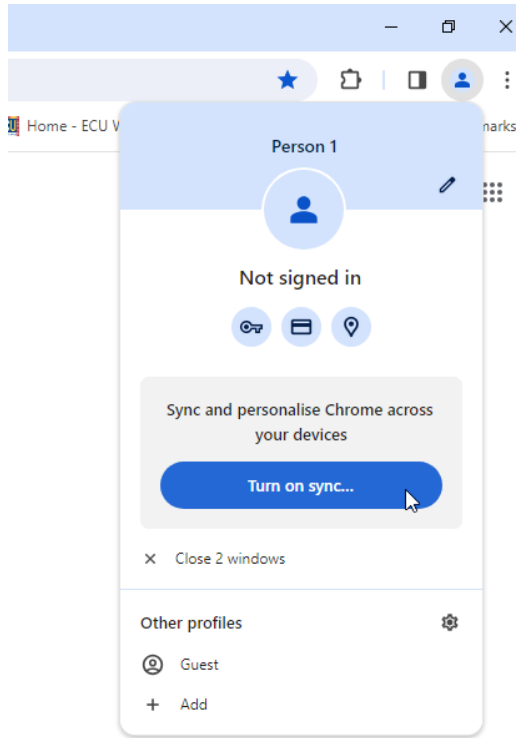 Home - ECU W
marks
Person 1
Not signed in
Sync and personalise Chrome across
your devices
Turn on sync...
Close 2 windows
Other profiles
Guest
Add